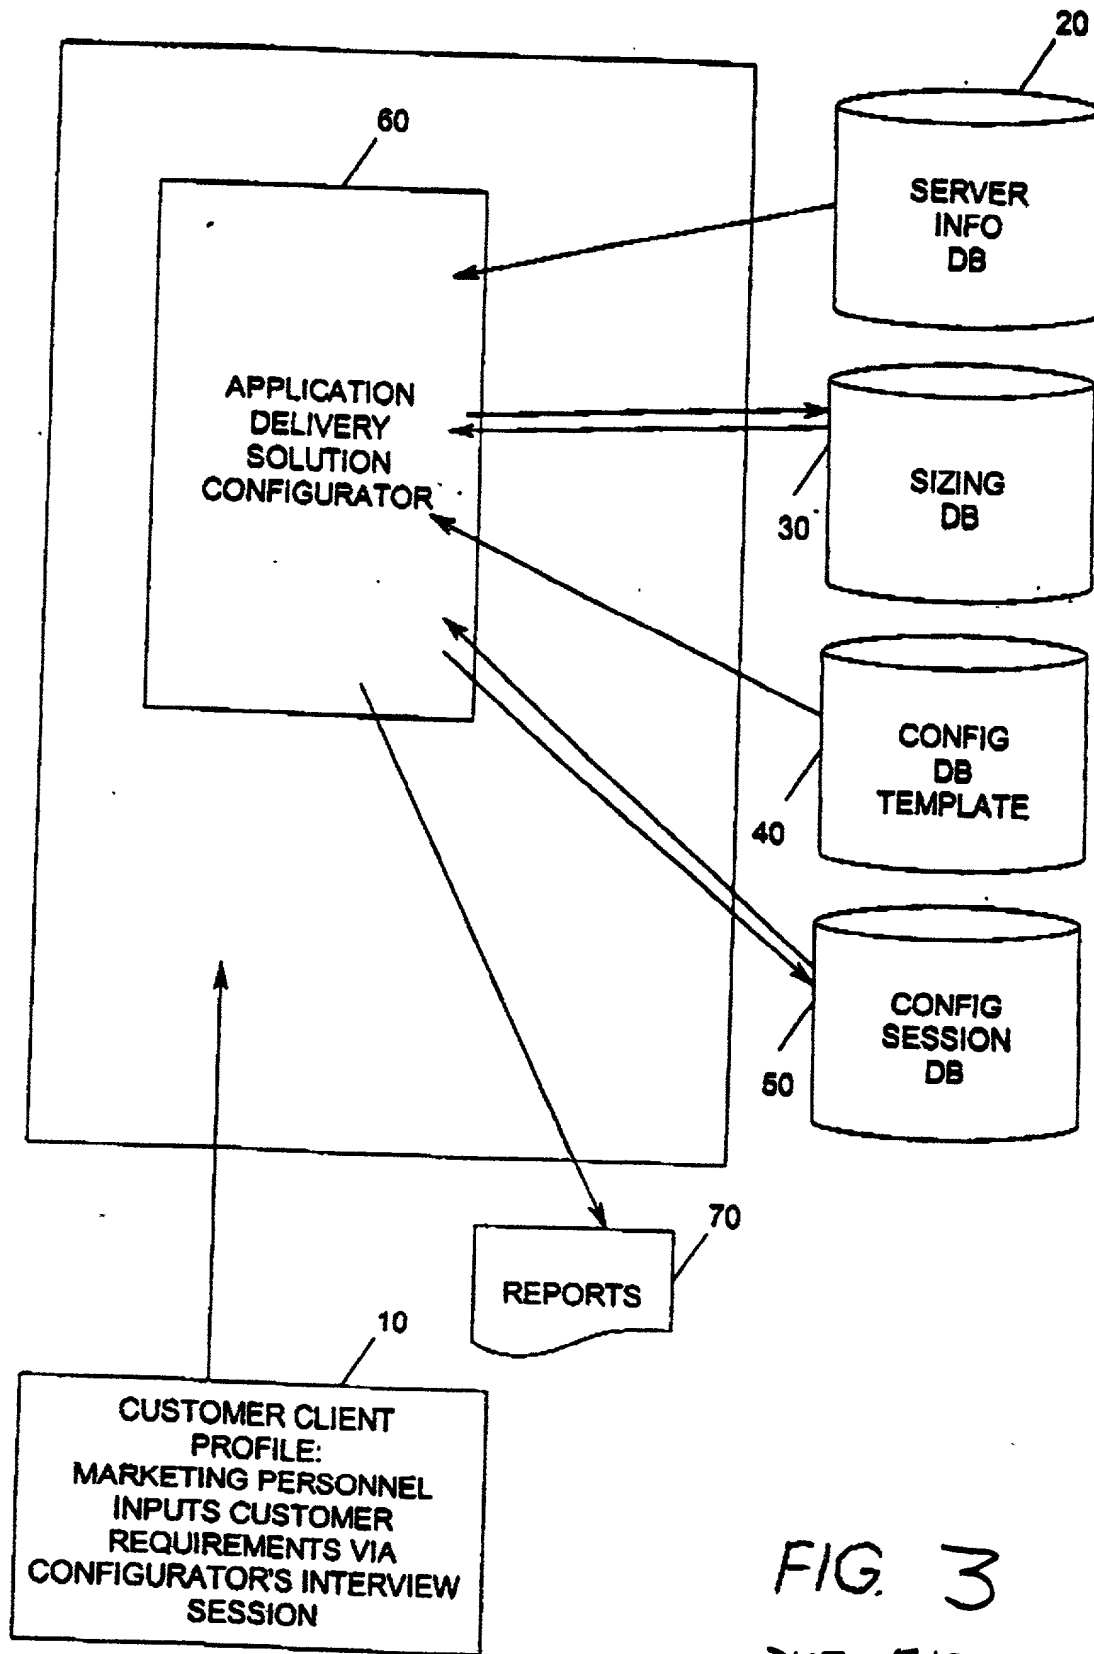 20
60
SERVER
INFO
DB
APPLICATION
DELIVERY
SOLUTION
CONFIGURATOR
30
SIZING
DB
CONFIG
DB
TEMPLATE
40
CONFIG
SESSION
DB
50
70
REPORTS
10
CUSTOMER CLIENT
PROFILE:
MARKETING PERSONNEL
INPUTS CUSTOMER
REQUIREMENTS VIA
CONFIGURATOR'S INTERVIEW
SESSION
FIG. 3